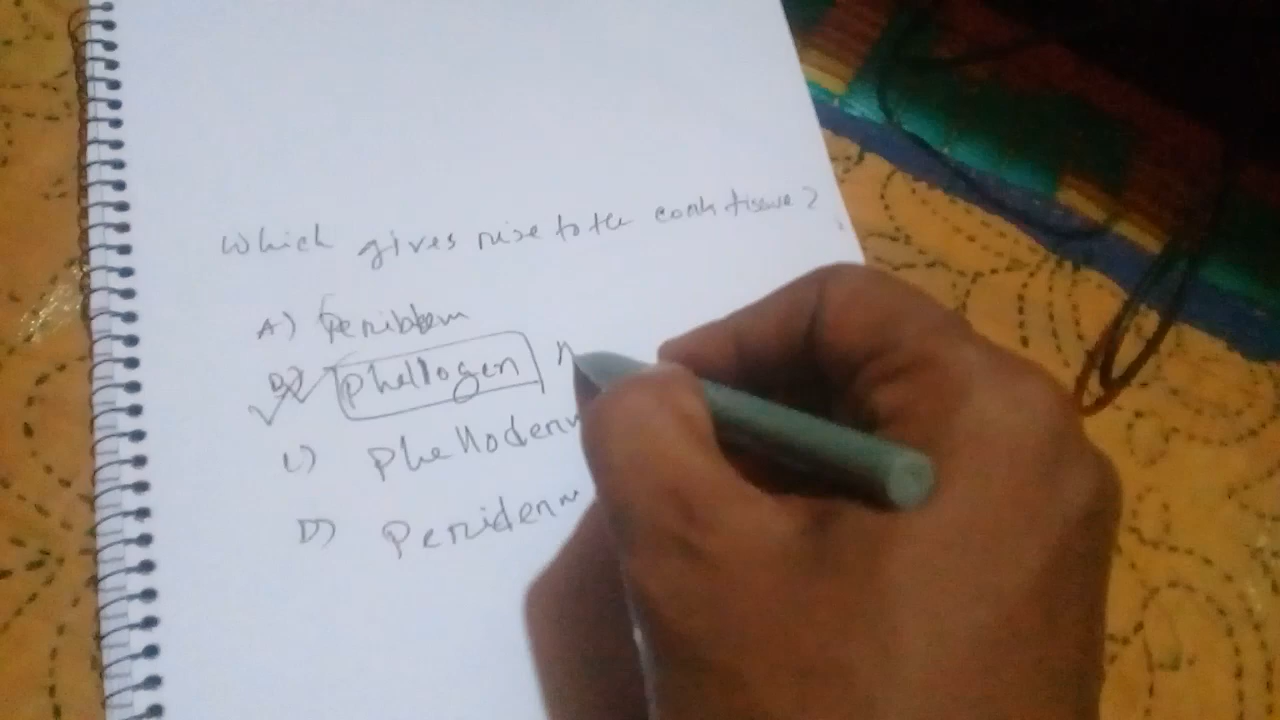 Which gives rise to the cork tissue?
A) Periblem
B) phellogen
C) phelloderm
D) Periderm